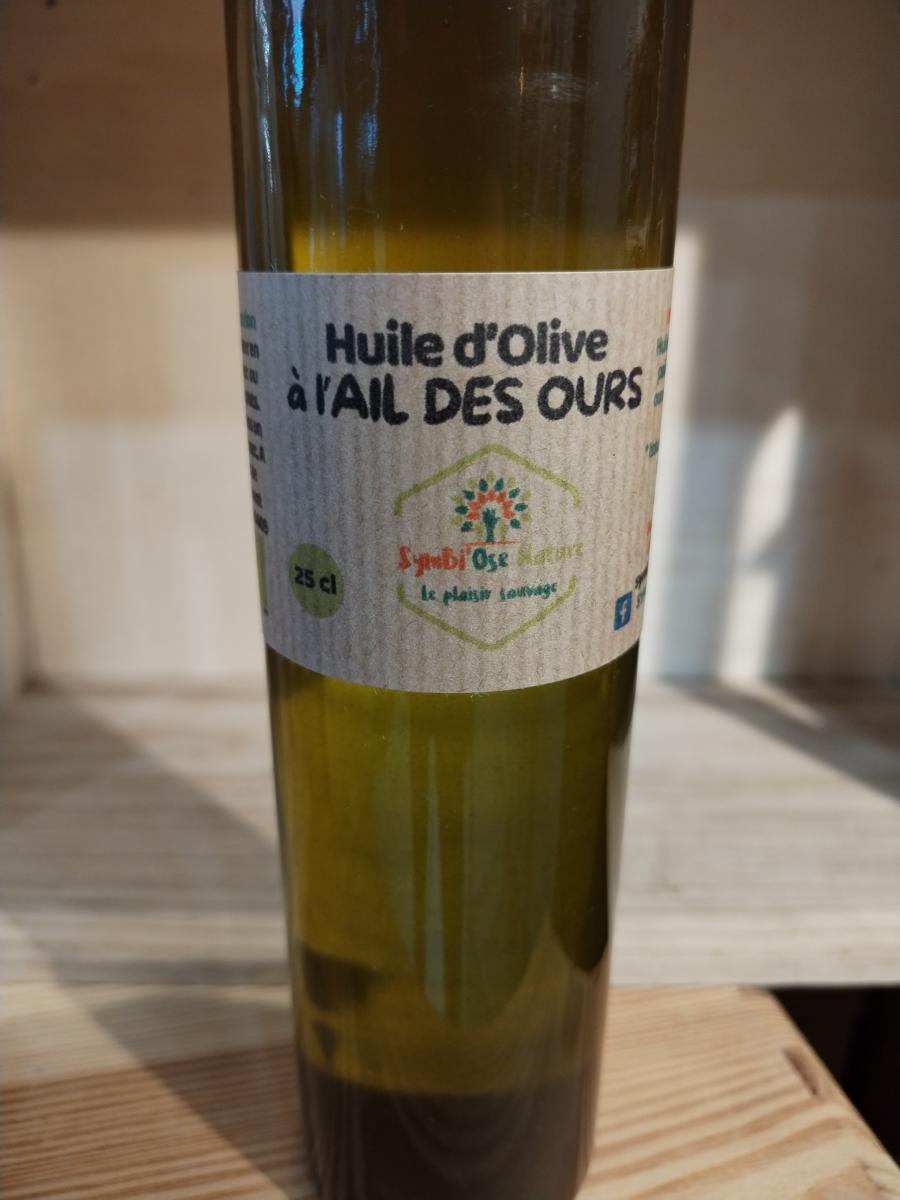 Huile d'Olive
à l'AIL DES OURS
SymBi'Ose Nature
Le plaisir sauvage
25 cl